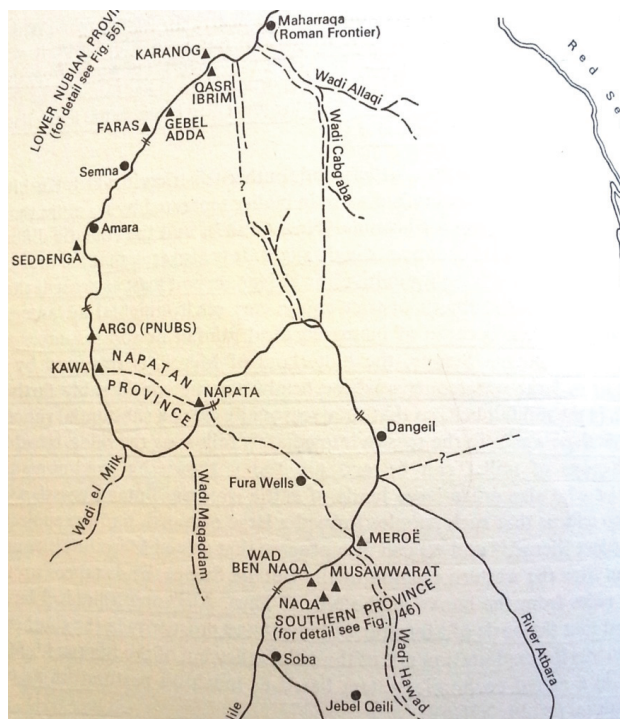 Maharraqa
(Roman Frontier)
KARANOG
LOWER NUBIAN PROVIN
(for detail see Fig. 55)
Wadi Allaqi
Red Se
QASR
IBRIM
Wadi Cabgaba
GEBEL
ADDA
FARAS
?
Semna
Amara
SEDDENGA
ARGO (PNUBS)
KAWA
NAPATAN
PROVINCE
NAPATA
Dangeil
?
Wadi el Milk
Wadi Maqaddam
Fura Wells
MEROË
WAD
BEN NAQA
MUSAWWARAT
NAQA
SOUTHERN PROVINCE
(for detail see Fig. 46)
Wadi Hawad
River Atbara
Soba
Jebel Qeili
lile